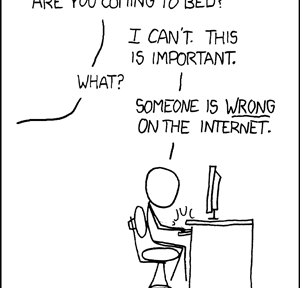 ARE YOU COMING TO BED?
I CAN'T. THIS
IS IMPORTANT.
WHAT?
SOMEONE IS WRONG
ON THE INTERNET.